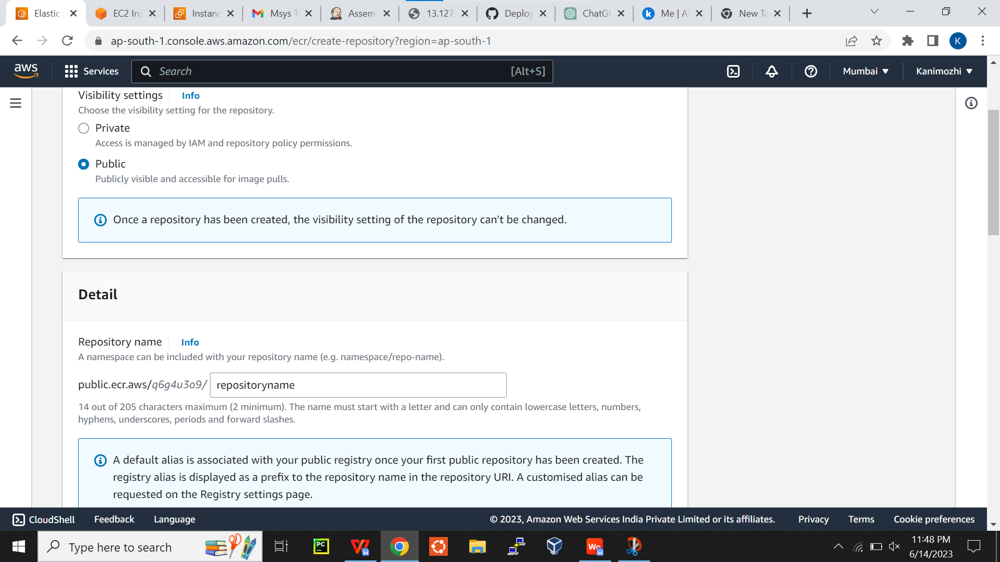 Elastic
EC2 Ins
Instanc
Msys T
Assem
13.127.
Deploy
ChatGP
Me | A
New Ta
ap-south-1.console.aws.amazon.com/ecr/create-repository?region=ap-south-1
K
aws
Services
Search
[Alt+S]
Mumbai
Kanimozhi
Visibility settings
Info
Choose the visibility setting for the repository.
Private
Access is managed by IAM and repository policy permissions.
Public
Publicly visible and accessible for image pulls.
Once a repository has been created, the visibility setting of the repository can't be changed.
Detail
Repository name
Info
A namespace can be included with your repository name (e.g. namespace/repo-name).
public.ecr.aws/q6g4u3o9/
repositoryname
14 out of 205 characters maximum (2 minimum). The name must start with a letter and can only contain lowercase letters, numbers,
hyphens, underscores, periods and forward slashes.
A default alias is associated with your public registry once your first public repository has been created. The
registry alias is displayed as a prefix to the repository name in the repository URI. A customised alias can be
requested on the Registry settings page.
CloudShell
Feedback
Language
© 2023, Amazon Web Services India Private Limited or its affiliates.
Privacy
Terms
Cookie preferences
Type here to search
PC
11:48 PM
6/14/2023